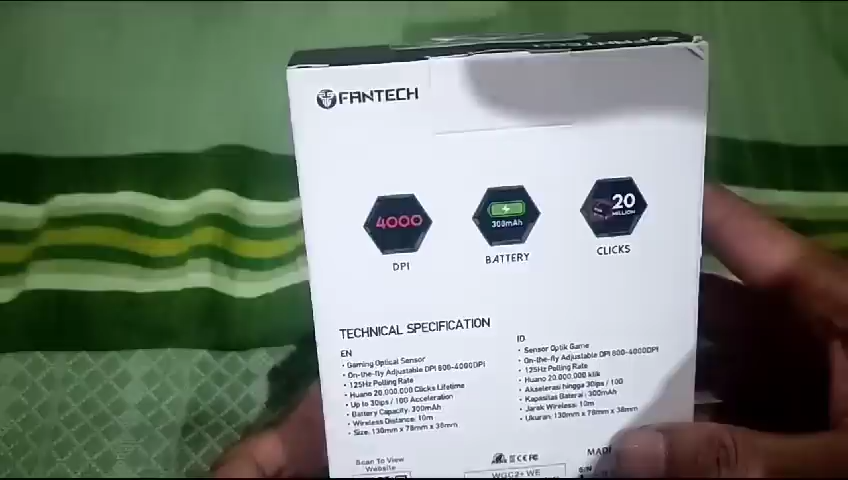 FANTECH
4000
300mAh
20
MILLION
DPI
BATTERY
CLICKS
TECHNICAL SPECIFICATION
EN
• Gaming Optical Sensor
• On-the-fly Adjustable DPI 800-4000DPI
• 125Hz Polling Rate
• Huano 20.000.000 Clicks Lifetime
• Up to 30ips / 10G Acceleration
• Battery Capacity: 300mAh
• Wireless Distance: 10m
• Size: 130mm x 78mm x 38mm
ID
• Sensor Optik Game
• On-the-fly Adjustable DPI 800-4000DPI
• 125Hz Polling Rate
• Huano 20.000.000 klik
• Akselerasi hingga 30ips / 10G
• Kapasitas Baterai: 300mAh
• Jarak Wireless: 10m
• Ukuran: 130mm x 78mm x 38mm
Scan To View
Website
WGC2+ WE
MADE
S/N